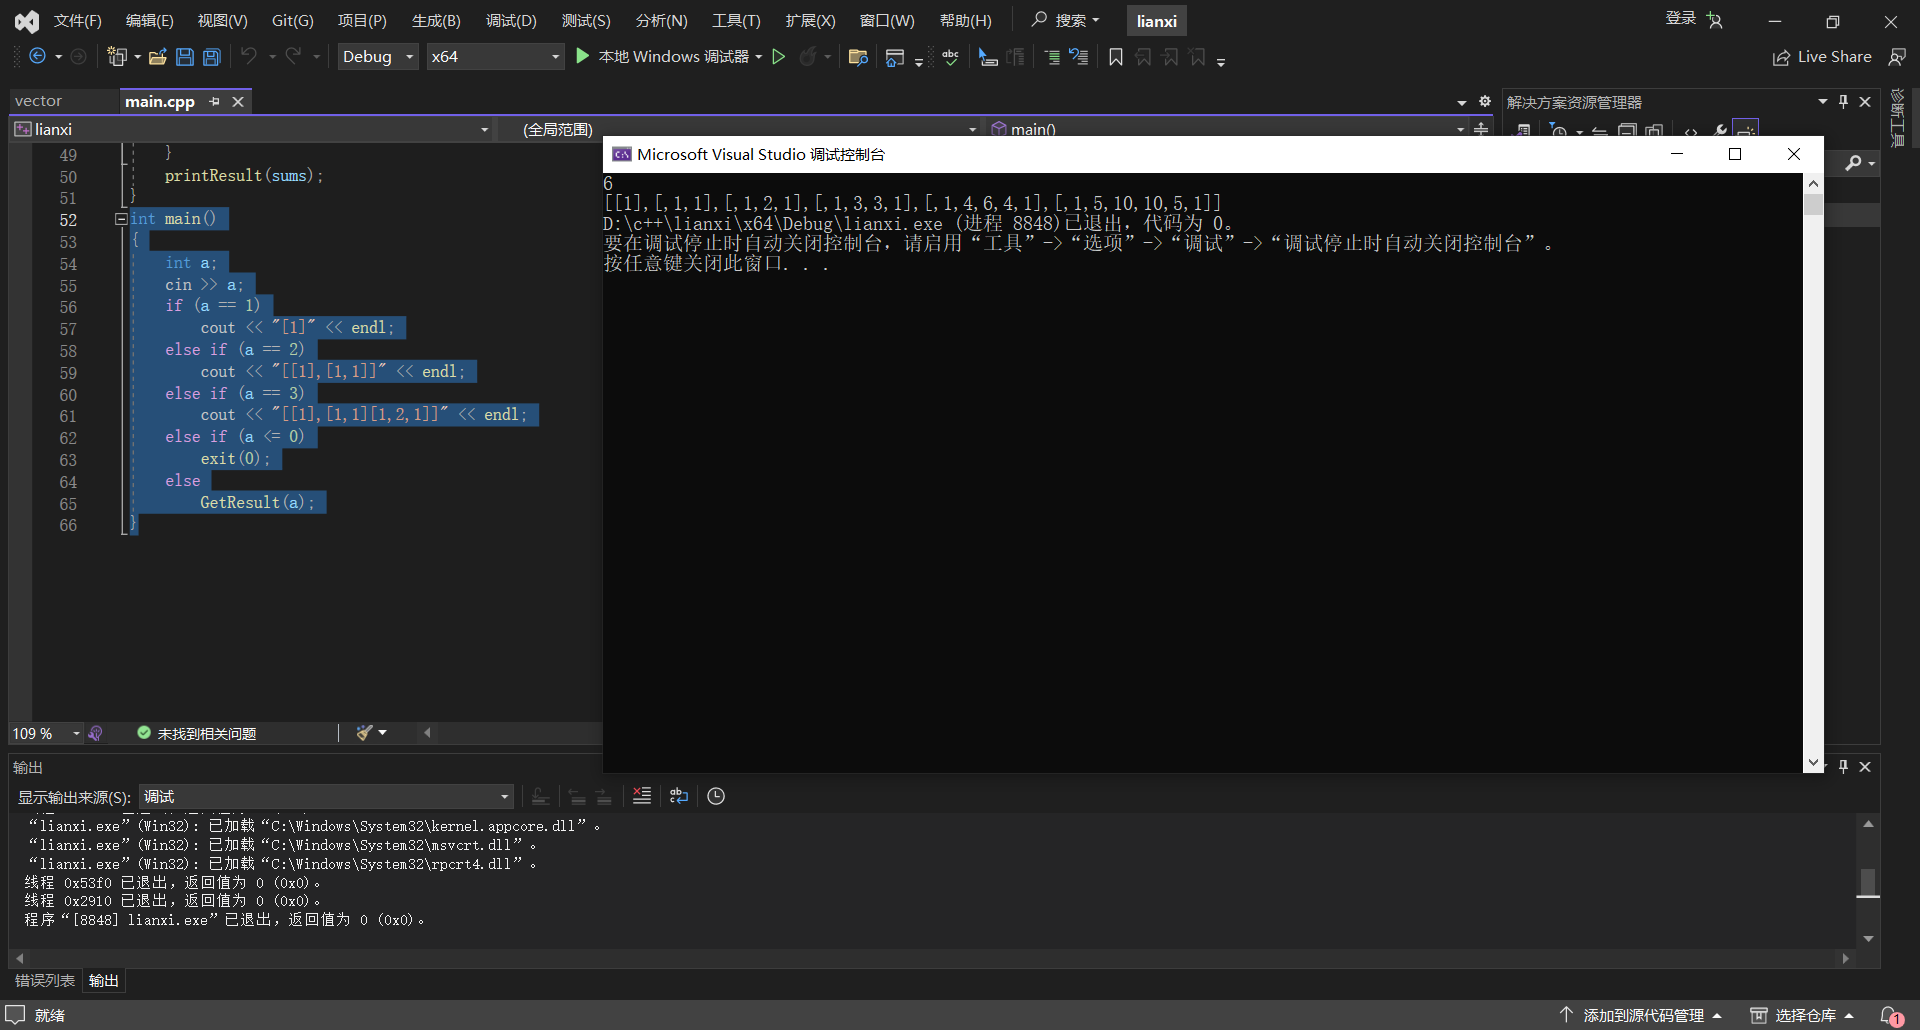 文件(F) 编辑(E) 视图(V) Git(G) 项目(P) 生成(B) 调试(D) 测试(S) 分析(N) 工具(T) 扩展(X) 窗口(W) 帮助(H) 搜索 lianxi 登录
Debug x64 本地 Windows 调试器 abc Live Share
vector main.cpp 解决方案资源管理器 诊断工具
lianxi (全局范围) main()
49 }
50 printResult(sums);
51 }
52 int main()
53 {
54 int a;
55 cin >> a;
56 if (a == 1)
57 cout << "[1]" << endl;
58 else if (a == 2)
59 cout << "[[1],[1,1]]" << endl;
60 else if (a == 3)
61 cout << "[[1],[1,1][1,2,1]]" << endl;
62 else if (a <= 0)
63 exit(0);
64 else
65 GetResult(a);
66 }
Microsoft Visual Studio 调试控制台
6
[[1],[,1,1],[,1,2,1],[,1,3,3,1],[,1,4,6,4,1],[,1,5,10,10,5,1]]
D:\c++\lianxi\x64\Debug\lianxi.exe (进程 8848)已退出，代码为 0。
要在调试停止时自动关闭控制台，请启用“工具”->“选项”->“调试”->“调试停止时自动关闭控制台”。
按任意键关闭此窗口. . .
109 % 未找到相关问题
输出
显示输出来源(S): 调试
“lianxi.exe”(Win32): 已加载“C:\Windows\System32\kernel.appcore.dll”。
“lianxi.exe”(Win32): 已加载“C:\Windows\System32\msvcrt.dll”。
“lianxi.exe”(Win32): 已加载“C:\Windows\System32\rpcrt4.dll”。
线程 0x53f0 已退出，返回值为 0 (0x0)。
线程 0x2910 已退出，返回值为 0 (0x0)。
程序“[8848] lianxi.exe”已退出，返回值为 0 (0x0)。
错误列表 输出
就绪 添加到源代码管理 选择仓库 1